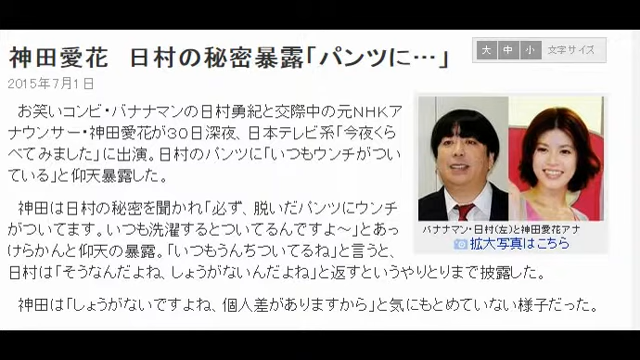 神田愛花　日村の秘密暴露「パンツに…」
大 中 小 文字サイズ
2015年7月1日
お笑いコンビ・バナナマンの日村勇紀と交際中の元NHKア
ナウンサー・神田愛花が30日深夜、日本テレビ系「今夜くら
べてみました」に出演。日村のパンツに「いつもウンチがつい
ている」と仰天暴露した。
バナナマン・日村(左)と神田愛花アナ
拡大写真はこちら
神田は日村の秘密を聞かれ「必ず、脱いだパンツにウンチ
がついてます。いつも洗濯するとついてるんですよ～」とあっ
けらかんと仰天の暴露。「いつもうんちついてるね」と言うと、
日村は「そうなんだよね、しょうがないんだよね」と返すというやりとりまで披露した。
神田は「しょうがないですよね、個人差がありますから」と気にもとめていない様子だった。